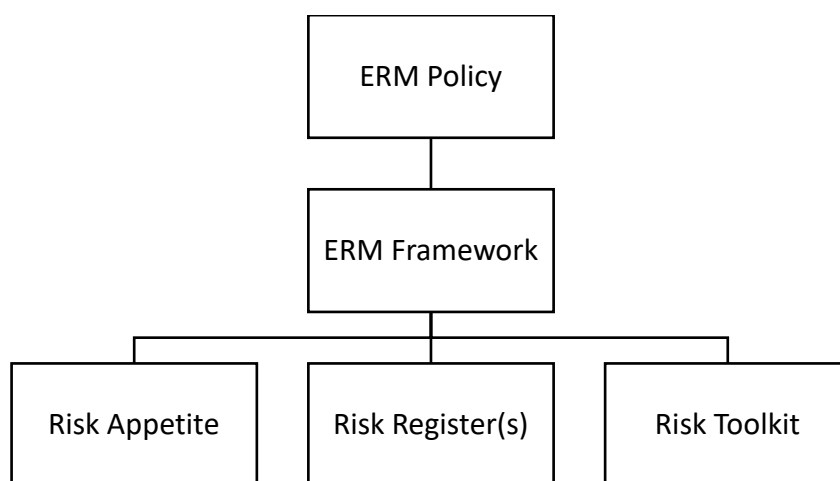 ERM Policy
ERM Framework
Risk Appetite
Risk Register(s)
Risk Toolkit